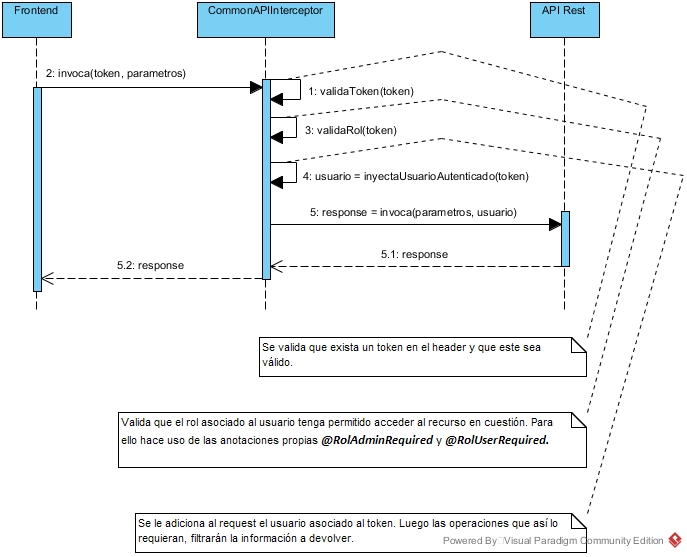 Frontend
CommonAPIInterceptor
API Rest
2: invoca(token, parametros)
1: validaToken(token)
3: validaRol(token)
4: usuario = inyectaUsuarioAutenticado(token)
5: response = invoca(parametros, usuario)
5.1: response
5.2: response
Se valida que exista un token en el header y que este sea
válido.
Valida que el rol asociado al usuario tenga permitido acceder al recurso en cuestión. Para
ello hace uso de las anotaciones propias @RolAdminRequired y @RolUserRequired.
Se le adiciona al request el usuario asociado al token. Luego las operaciones que así lo
requieran, filtrarán la información a devolver.
Powered By Visual Paradigm Community Edition